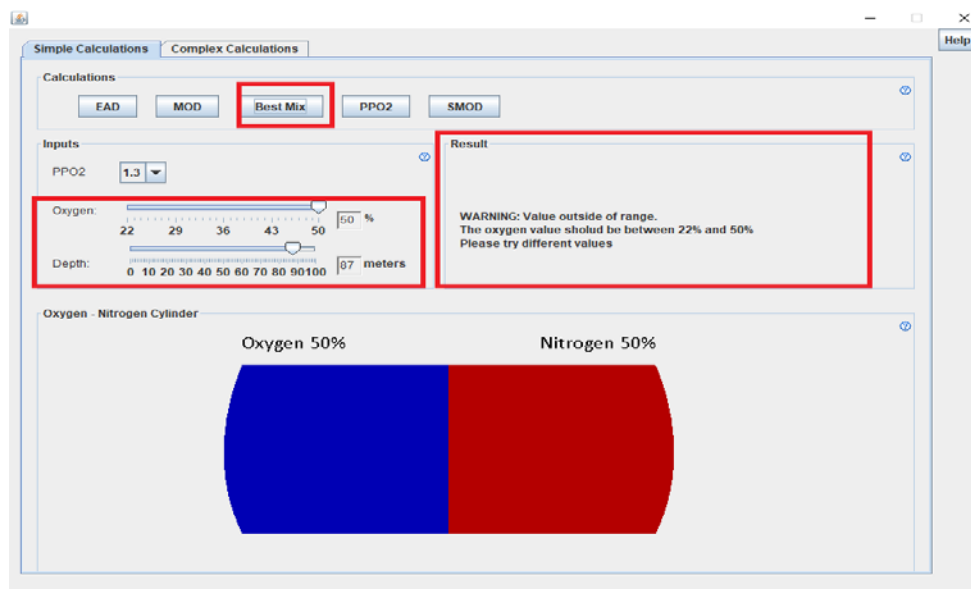 Help
Simple Calculations Complex Calculations
Calculations
EAD MOD Best Mix PPO2 SMOD
Inputs
PPO2 1.3
Oxygen: 50 %
22 29 36 43 50
Depth: 87 meters
0 10 20 30 40 50 60 70 80 90100
Result
WARNING: Value outside of range.
The oxygen value sholud be between 22% and 50%
Please try different values
Oxygen - Nitrogen Cylinder
Oxygen 50% Nitrogen 50%